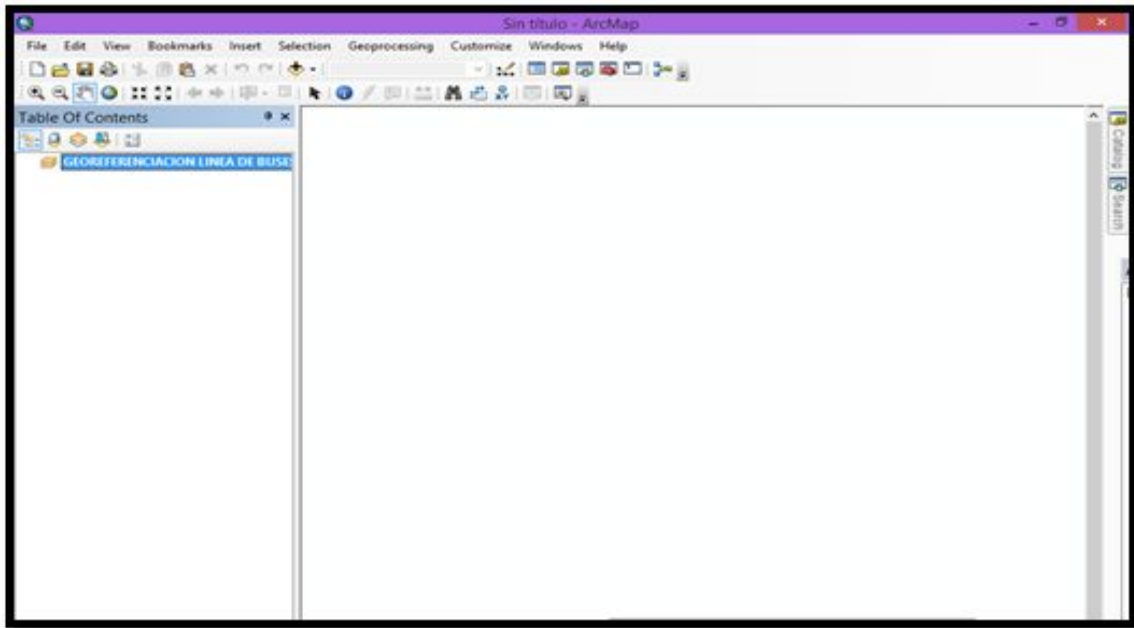 Sin título - ArcMap
File Edit View Bookmarks Insert Selection Geoprocessing Customize Windows Help
Table Of Contents
GEOREFERENCIACION LINEA DE BUSES
Catalog
Search